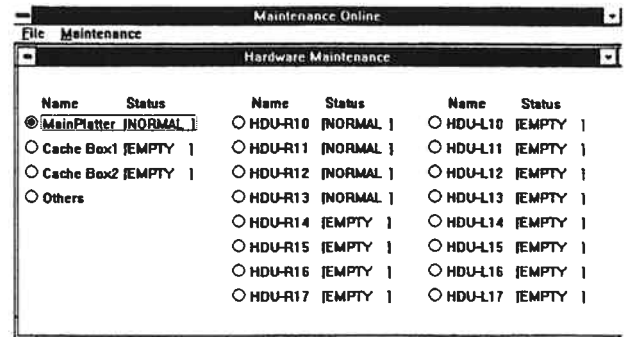 Maintenance Online
File Maintenance
Hardware Maintenance
Name Status Name Status Name Status
MainPlatter [NORMAL ] HDU-R10 [NORMAL ] HDU-L10 [EMPTY ]
Cache Box1 [EMPTY ] HDU-R11 [NORMAL ] HDU-L11 [EMPTY ]
Cache Box2 [EMPTY ] HDU-R12 [NORMAL ] HDU-L12 [EMPTY ]
Others HDU-R13 [NORMAL ] HDU-L13 [EMPTY ]
HDU-R14 [EMPTY ] HDU-L14 [EMPTY ]
HDU-R15 [EMPTY ] HDU-L15 [EMPTY ]
HDU-R16 [EMPTY ] HDU-L16 [EMPTY ]
HDU-R17 [EMPTY ] HDU-L17 [EMPTY ]